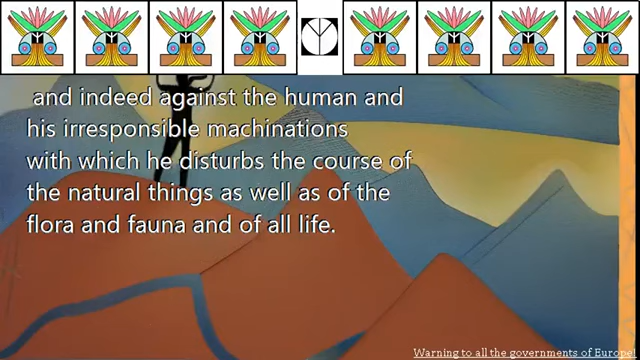 and indeed against the human and
his irresponsible machinations
with which he disturbs the course of
the natural things as well as of the
flora and fauna and of all life.
Warning to all the governments of Europe!